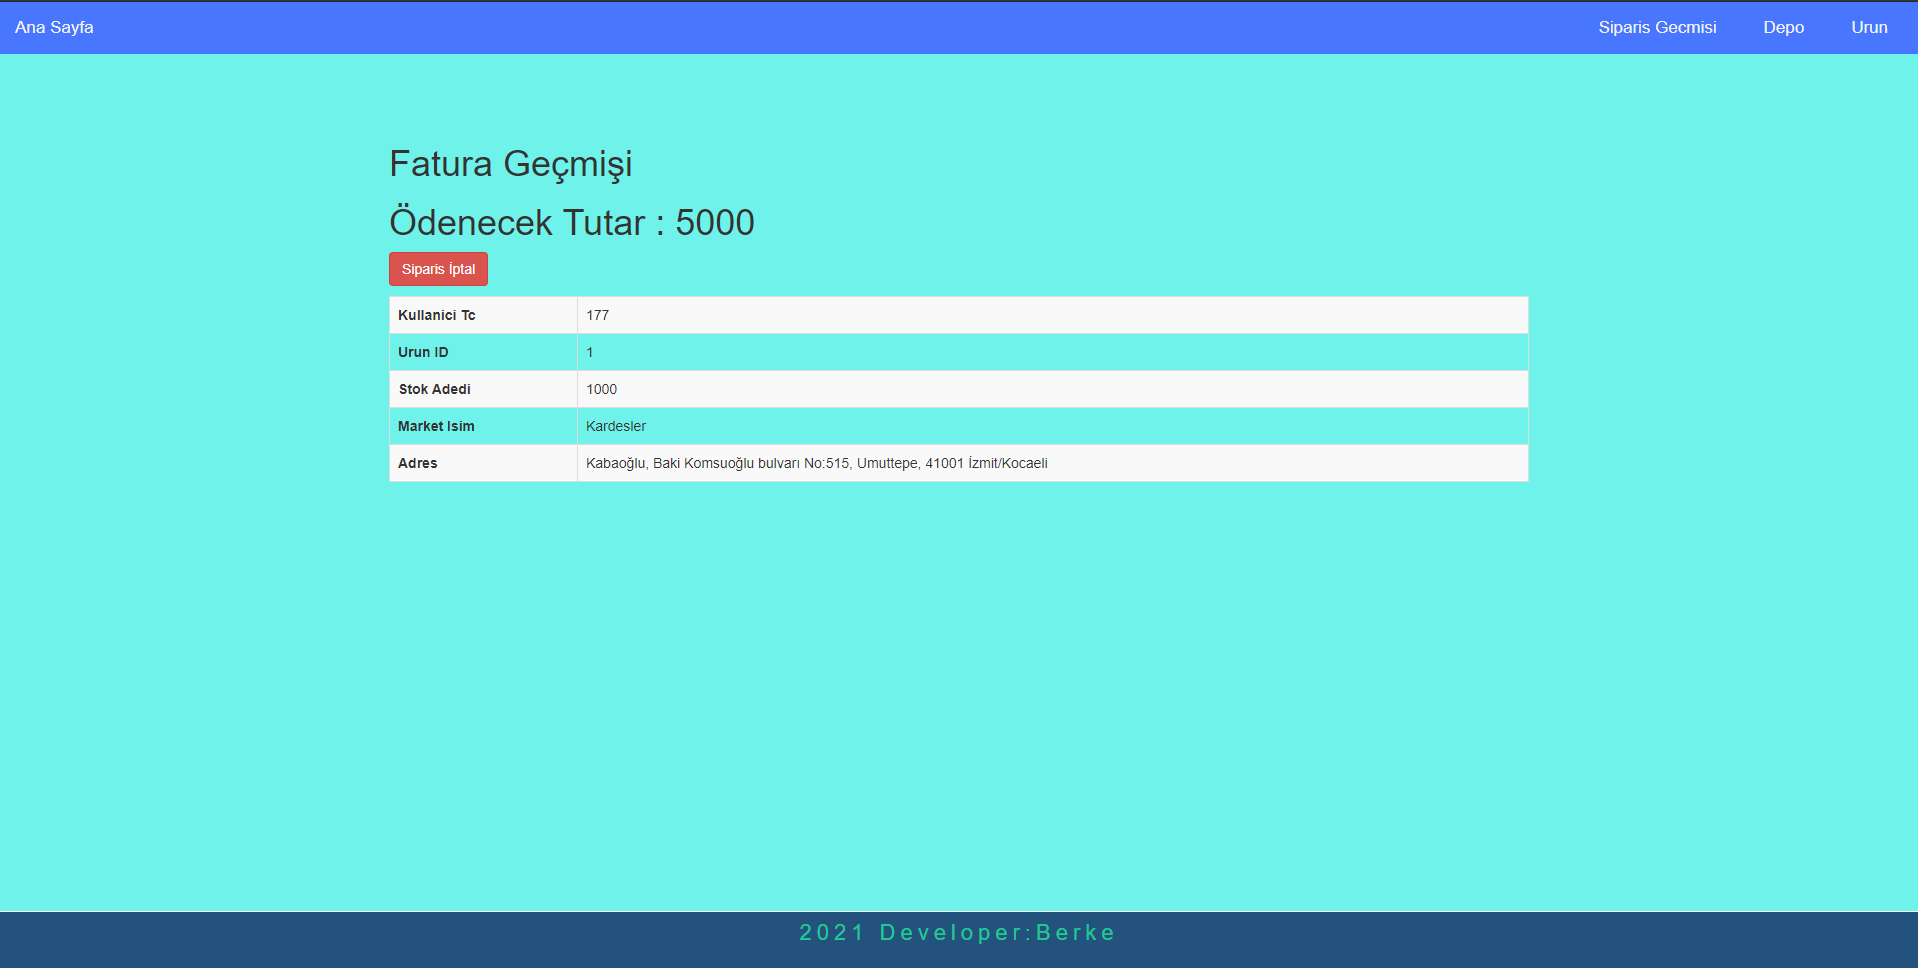 Ana Sayfa Siparis Gecmisi Depo Urun
Fatura Geçmişi
Ödenecek Tutar : 5000
Siparis İptal
Kullanici Tc 177
Urun ID 1
Stok Adedi 1000
Market Isim Kardesler
Adres Kabaoğlu, Baki Komsuoğlu bulvarı No:515, Umuttepe, 41001 İzmit/Kocaeli
2021 Developer:Berke